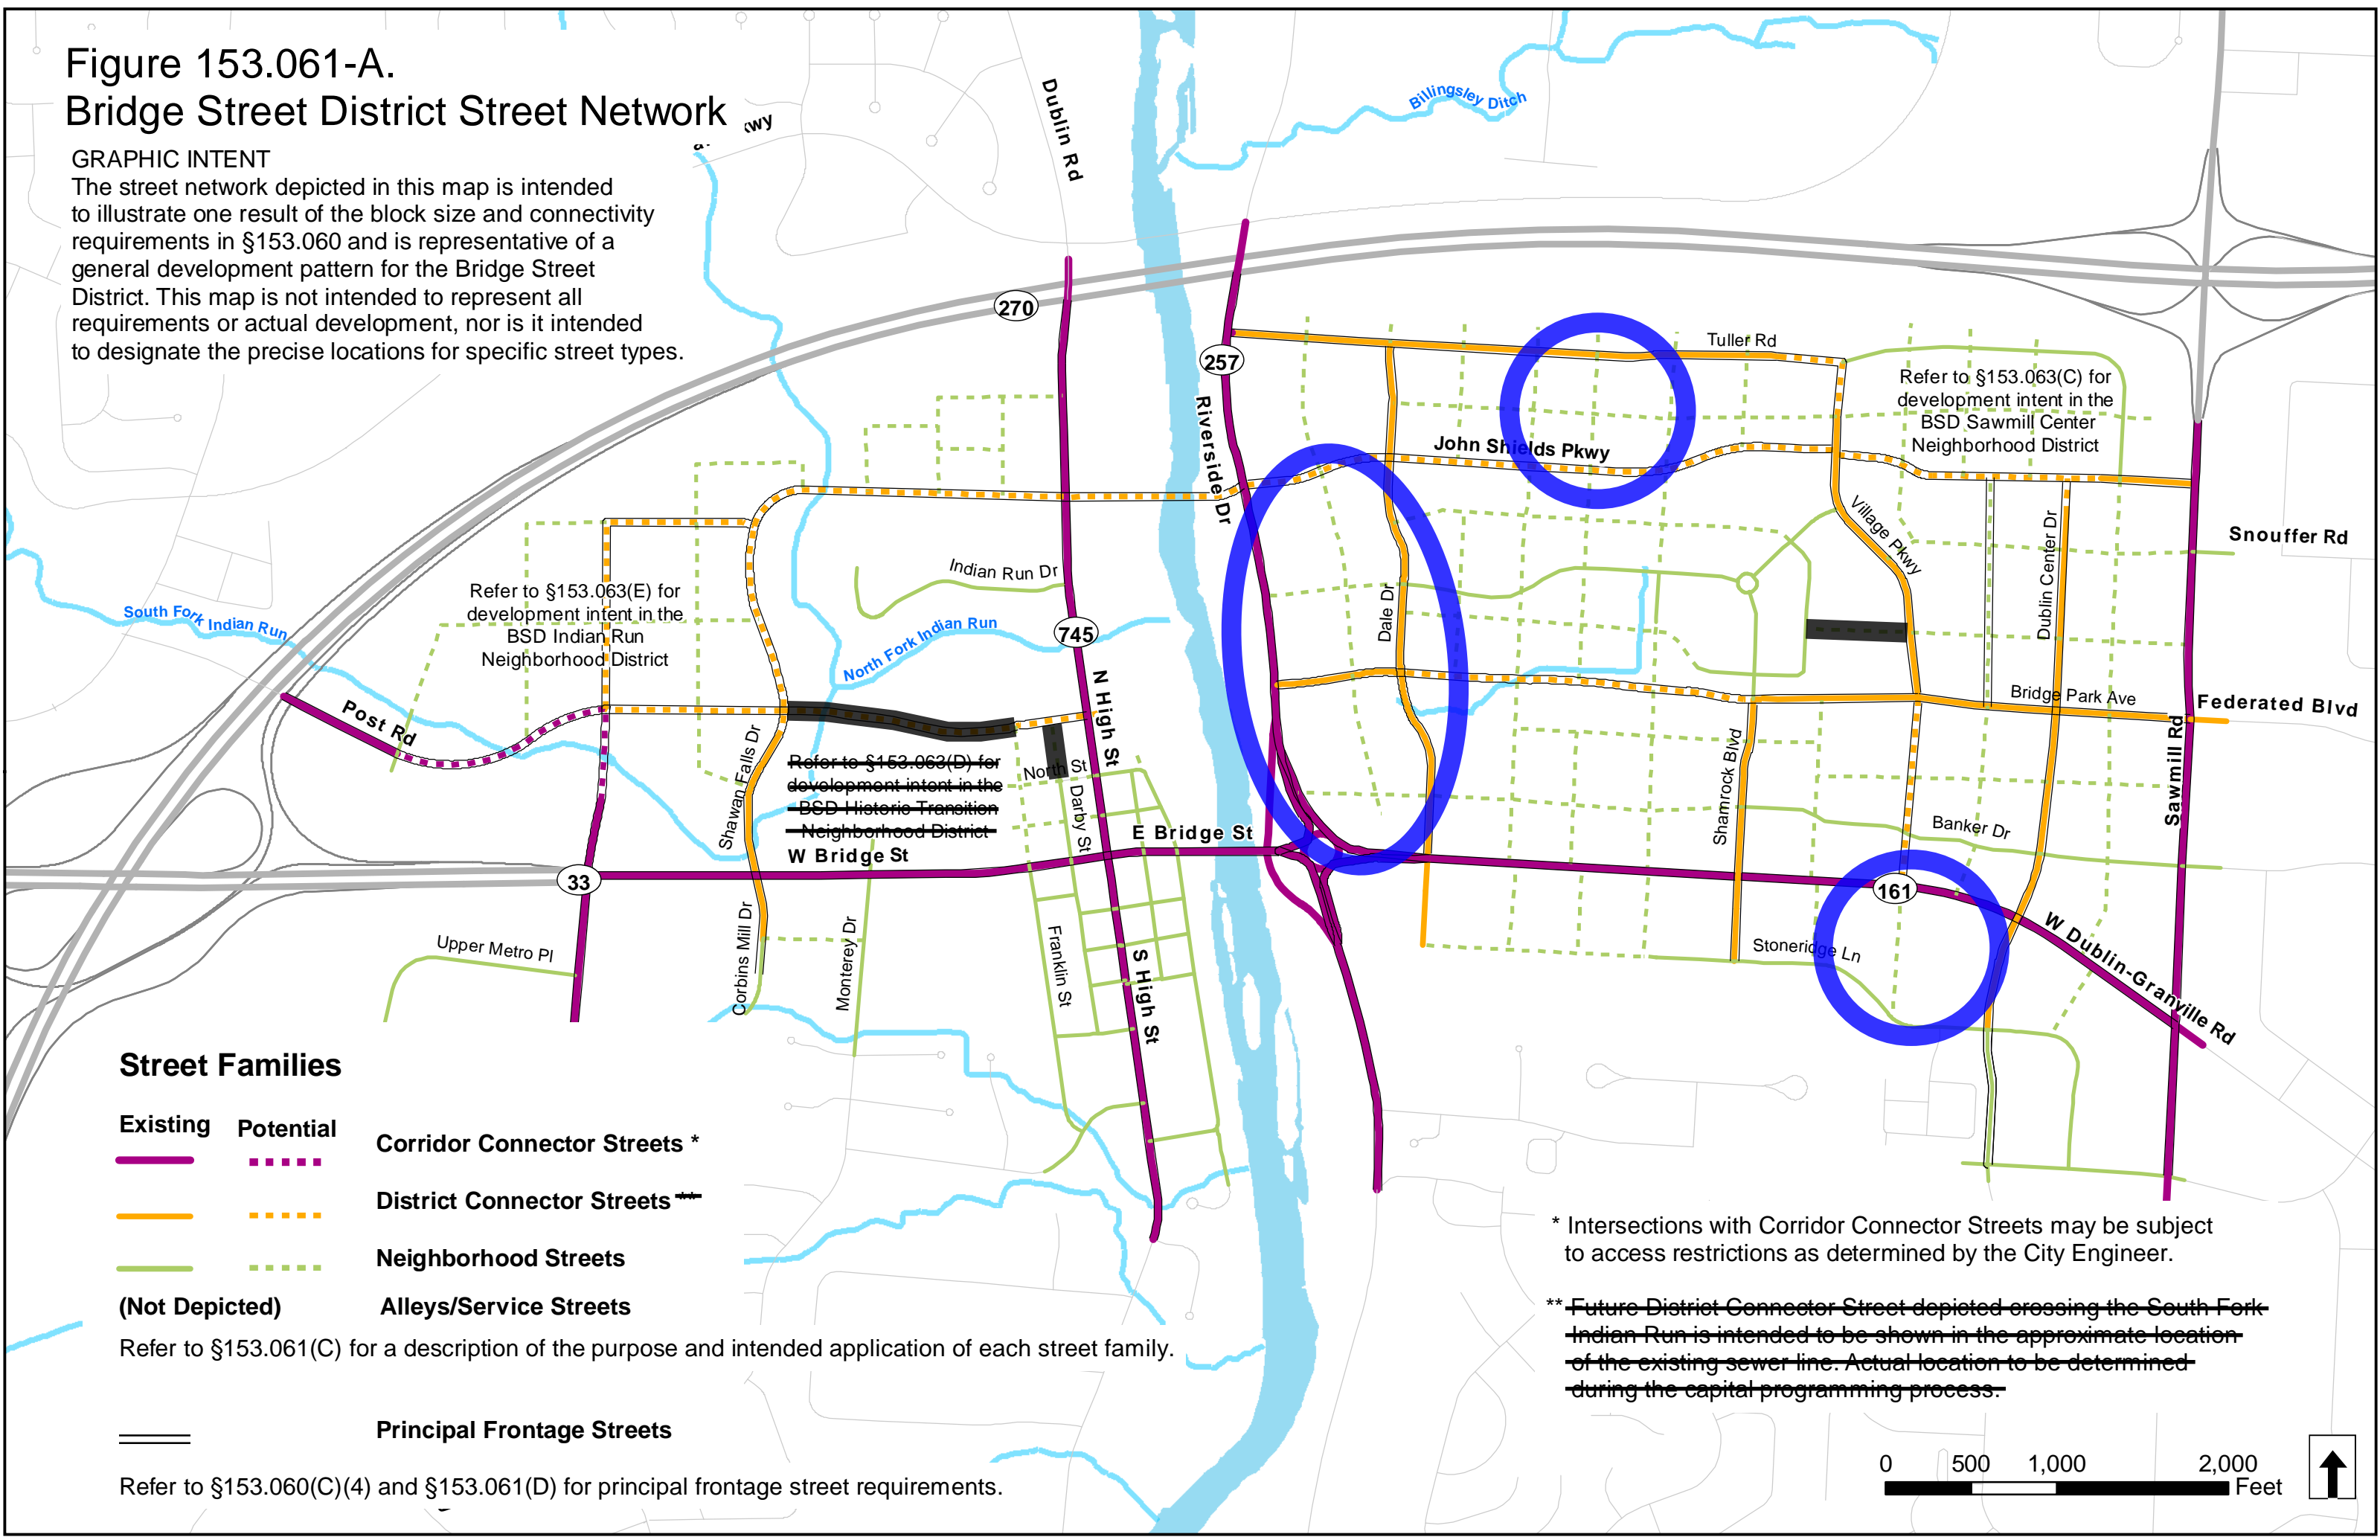 Figure 153.061-A.
Bridge Street District Street Network
GRAPHIC INTENT
The street network depicted in this map is intended
to illustrate one result of the block size and connectivity
requirements in §153.060 and is representative of a
general development pattern for the Bridge Street
District. This map is not intended to represent all
requirements or actual development, nor is it intended
to designate the precise locations for specific street types.
Dublin Rd
Billingsley Ditch
270
257
Riverside Dr
Tuller Rd
Refer to §153.063(C) for
development intent in the
BSD Sawmill Center
Neighborhood District
John Shields Pkwy
Village Pkwy
Dublin Center Dr
Snouffer Rd
Indian Run Dr
Dale Dr
Refer to §153.063(E) for
development intent in the
BSD Indian Run
Neighborhood District
South Fork Indian Run
North Fork Indian Run
745
N High St
Post Rd
Bridge Park Ave
Federated Blvd
Sawmill Rd
Shawan Falls Dr
Refer to §153.063(D) for
development intent in the
BSD Historic Transition
Neighborhood District
North St
Darby St
Shamrock Blvd
Banker Dr
E Bridge St
W Bridge St
33
161
W Dublin-Granville Rd
Upper Metro Pl
Corbins Mill Dr
Monterey Dr
Franklin St
S High St
Stoneridge Ln
Street Families
Existing Potential
Corridor Connector Streets *
District Connector Streets **
Neighborhood Streets
(Not Depicted) Alleys/Service Streets
Refer to §153.061(C) for a description of the purpose and intended application of each street family.
Principal Frontage Streets
Refer to §153.060(C)(4) and §153.061(D) for principal frontage street requirements.
* Intersections with Corridor Connector Streets may be subject
to access restrictions as determined by the City Engineer.
** Future District Connector Street depicted crossing the South Fork
Indian Run is intended to be shown in the approximate location
of the existing sewer line. Actual location to be determined
during the capital programming process.
0 500 1,000 2,000
Feet